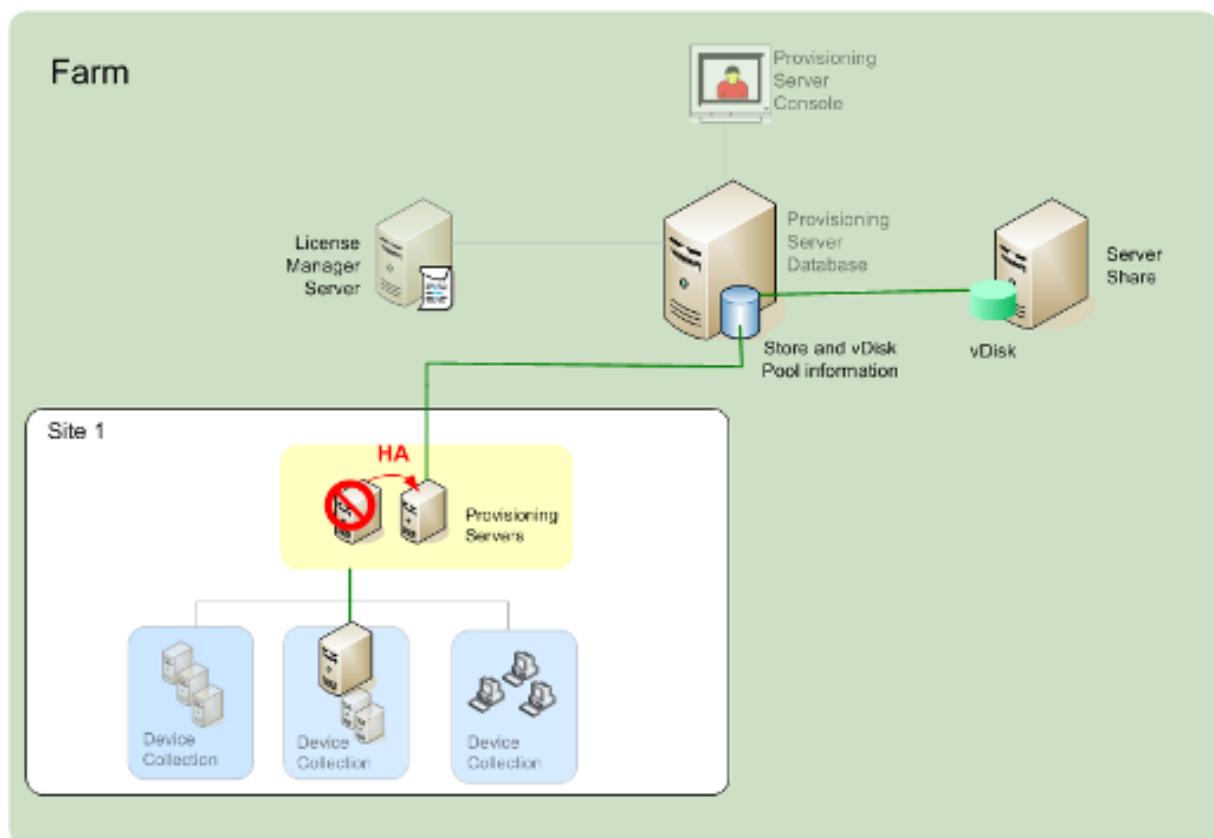 Farm
Provisioning
Server
Console
License
Manager
Server
Provisioning
Server
Database
Server
Share
vDisk
Store and vDisk
Pool information
Site 1
HA
Provisioning
Servers
Device
Collection
Device
Collection
Device
Collection